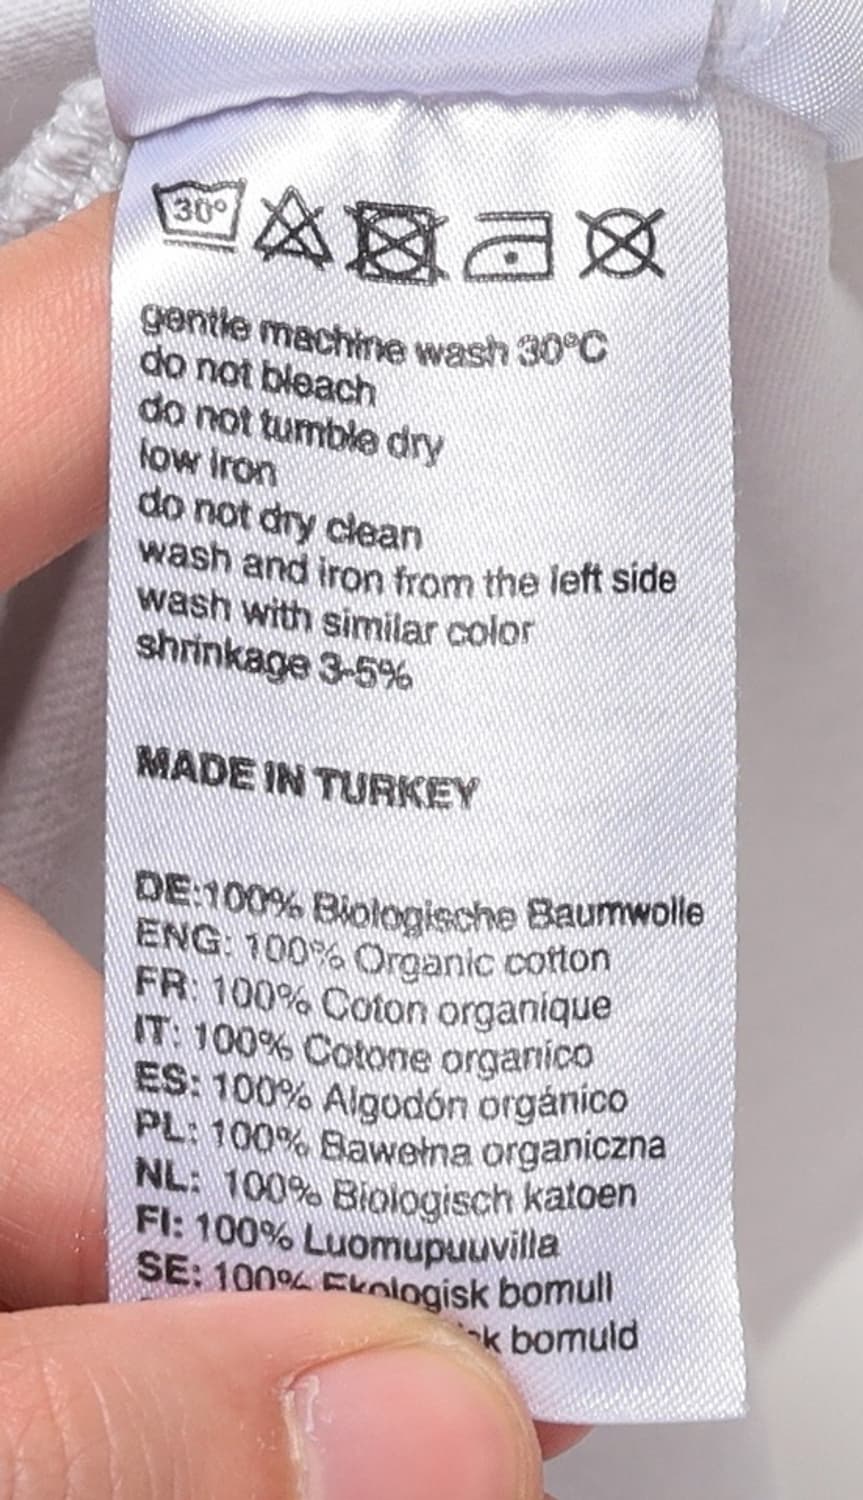 30°
gentle machine wash 30°C
do not bleach
do not tumble dry
low iron
do not dry clean
wash and iron from the left side
wash with similar color
shrinkage 3-5%
MADE IN TURKEY
DE:100% Biologische Baumwolle
ENG: 100% Organic cotton
FR: 100% Coton organique
IT: 100% Cotone organico
ES: 100% Algodón orgánico
PL: 100% Bawełna organiczna
NL: 100% Biologisch katoen
FI: 100% Luomupuuvilla
SE: 100% Ekologisk bomull
bomuld